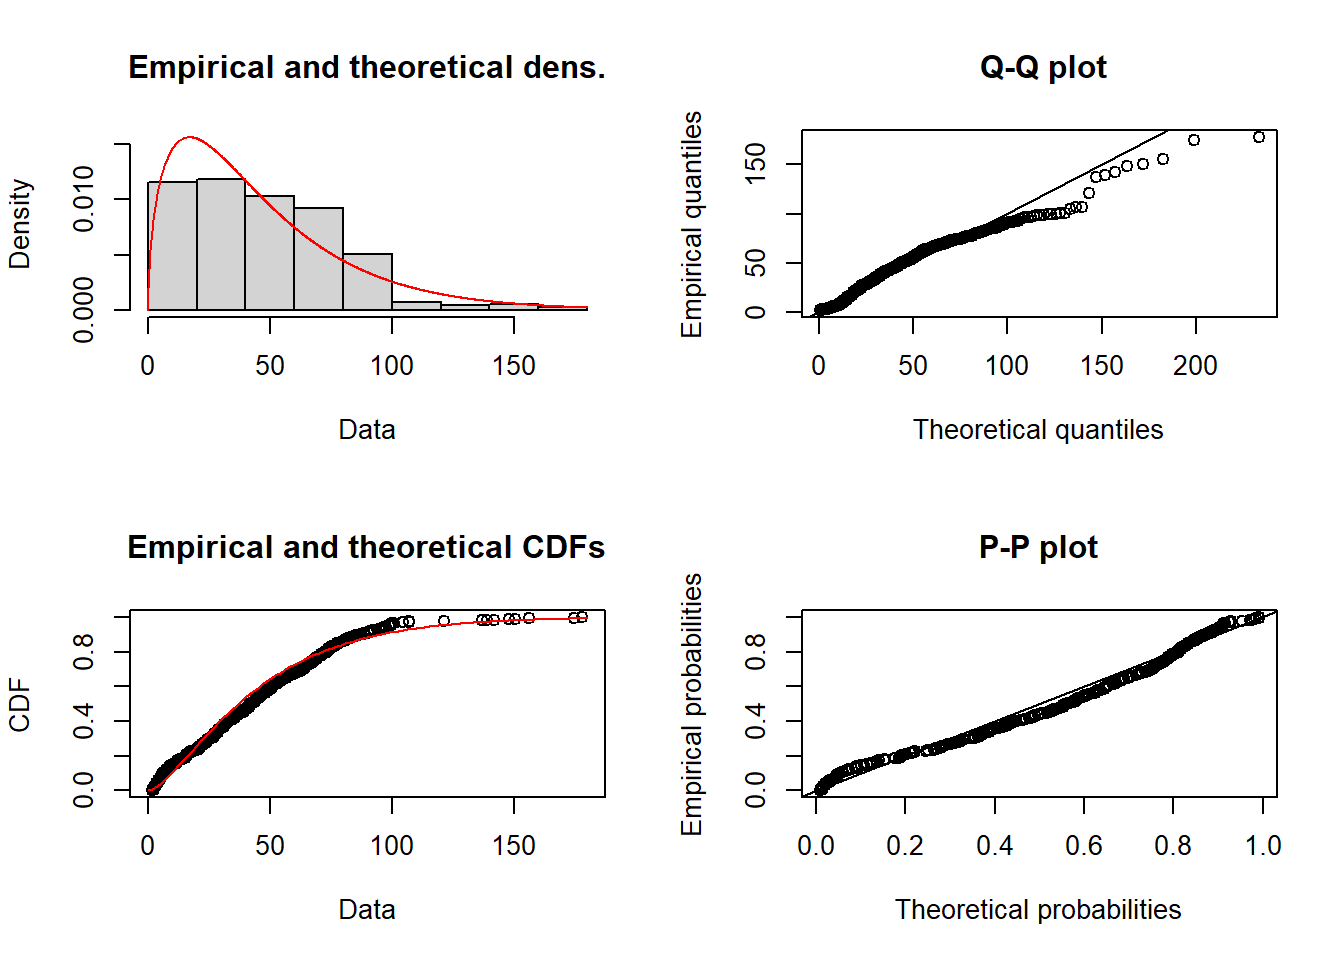 Empirical and theoretical dens.
Density
0.000
0.010
0
50
100
150
Data
Q-Q plot
Empirical quantiles
0
50
150
0
50
100
150
200
Theoretical quantiles
Empirical and theoretical CDFs
CDF
0.0
0.4
0.8
0
50
100
150
Data
P-P plot
Empirical probabilities
0.0
0.4
0.8
0.0
0.2
0.4
0.6
0.8
1.0
Theoretical probabilities